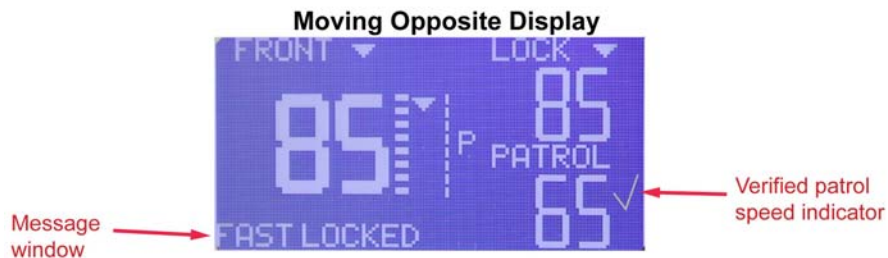 Moving Opposite Display
FRONT LOCK
85 85
P PATROL
65
FAST LOCKED
Message
window
Verified patrol
speed indicator